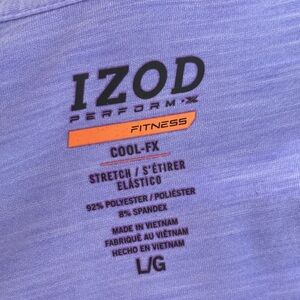 IZOD
PERFORM X
FITNESS
COOL-FX
STRETCH / S'ÉTIRER
ELÁSTICO
92% POLYESTER / POLIÉSTER
8% SPANDEX
MADE IN VIETNAM
FABRIQUÉ AU VIÊTNAM
HECHO EN VIETNAM
L/G